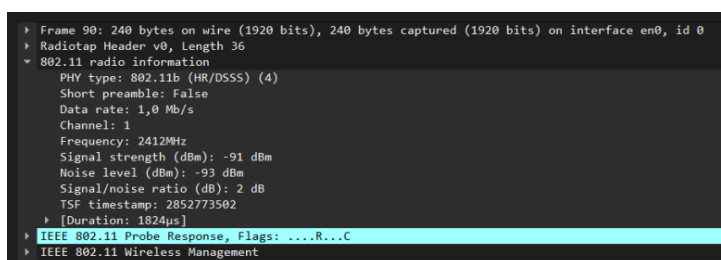 Frame 90: 240 bytes on wire (1920 bits), 240 bytes captured (1920 bits) on interface en0, id 0
Radiotap Header v0, Length 36
802.11 radio information
PHY type: 802.11b (HR/DSSS) (4)
Short preamble: False
Data rate: 1,0 Mb/s
Channel: 1
Frequency: 2412MHz
Signal strength (dBm): -91 dBm
Noise level (dBm): -93 dBm
Signal/noise ratio (dB): 2 dB
TSF timestamp: 2852773502
[Duration: 1824µs]
IEEE 802.11 Probe Response, Flags: ....R...C
IEEE 802.11 Wireless Management